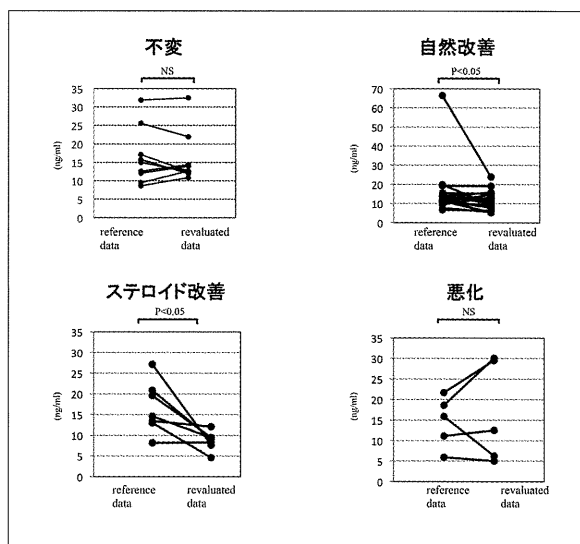 不変
NS
35
30
25
20
15
10
5
0
(ng/ml)
reference data
revaluated data
自然改善
P<0.05
70
60
50
40
30
20
10
0
(ng/ml)
reference data
revaluated data
ステロイド改善
P<0.05
35
30
25
20
15
10
5
0
(ng/ml)
reference data
revaluated data
悪化
NS
35
30
25
20
15
10
5
0
(ng/ml)
reference data
revaluated data